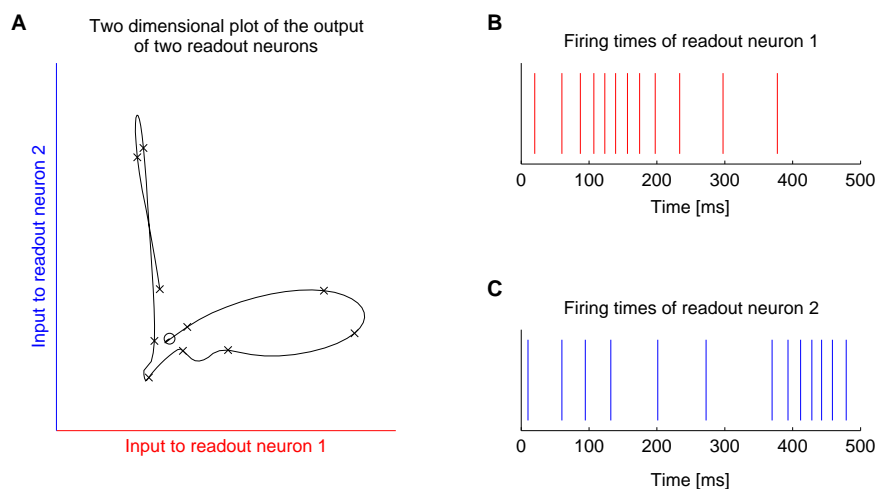 A
Two dimensional plot of the output
of two readout neurons
Input to readout neuron 2
Input to readout neuron 1
B
Firing times of readout neuron 1
0 100 200 300 400 500
Time [ms]
C
Firing times of readout neuron 2
0 100 200 300 400 500
Time [ms]